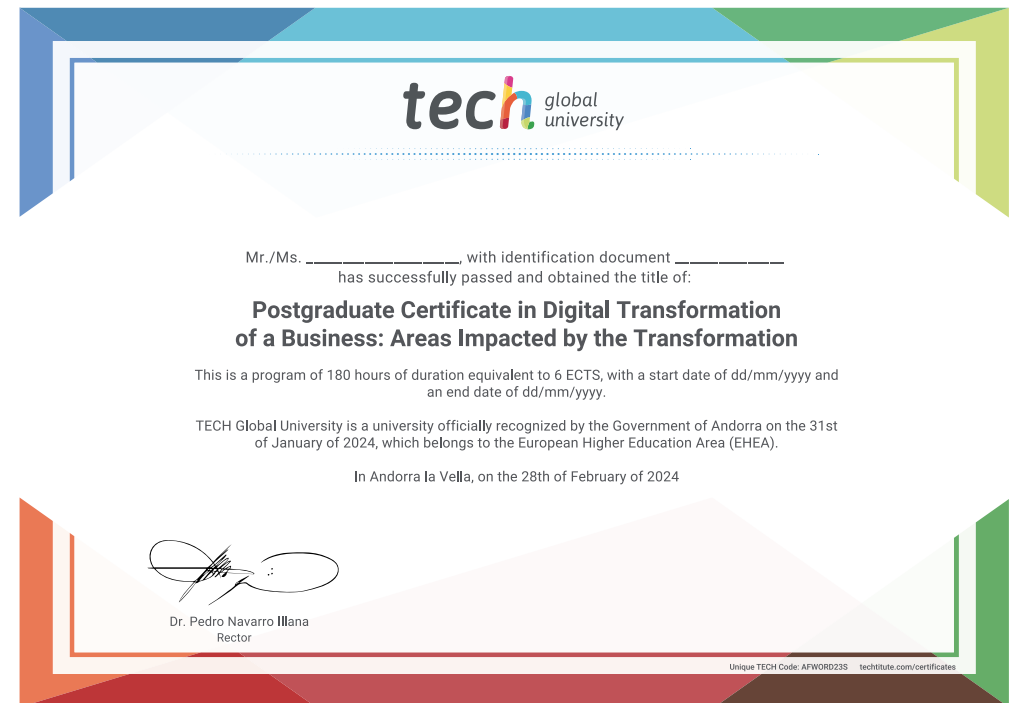 tech global
university
Mr./Ms. ____________________, with identification document ______________
has successfully passed and obtained the title of:
Postgraduate Certificate in Digital Transformation
of a Business: Areas Impacted by the Transformation
This is a program of 180 hours of duration equivalent to 6 ECTS, with a start date of dd/mm/yyyy and
an end date of dd/mm/yyyy.
TECH Global University is a university officially recognized by the Government of Andorra on the 31st
of January of 2024, which belongs to the European Higher Education Area (EHEA).
In Andorra la Vella, on the 28th of February of 2024
Dr. Pedro Navarro Illana
Rector
Unique TECH Code: AFWORD23S techtitute.com/certificates